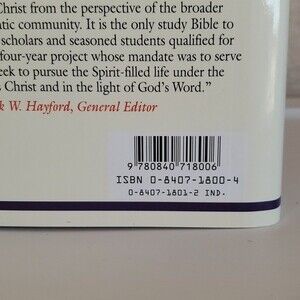 Christ from the perspective of the broader
tic community. It is the only study Bible to
scholars and seasoned students qualified for
four-year project whose mandate was to serve
eek to pursue the Spirit-filled life under the
s Christ and in the light of God's Word."
k W. Hayford, General Editor
9 780840 718006
ISBN 0-8407-1800-4
0-8407-1801-2 IND.